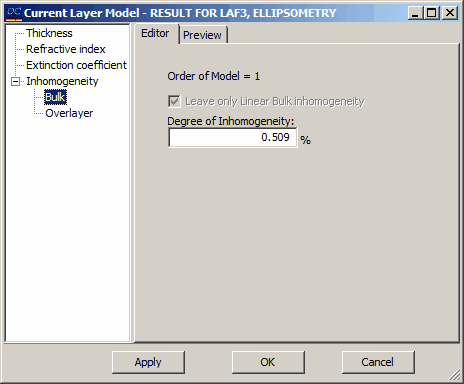 Current Layer Model - RESULT FOR LAF3, ELLIPSOMETRY
Thickness
Refractive index
Extinction coefficient
Inhomogeneity
Bulk
Overlayer
Editor Preview
Order of Model = 1
Leave only Linear Bulk inhomogeneity
Degree of Inhomogeneity:
0.509 %
Apply OK Cancel